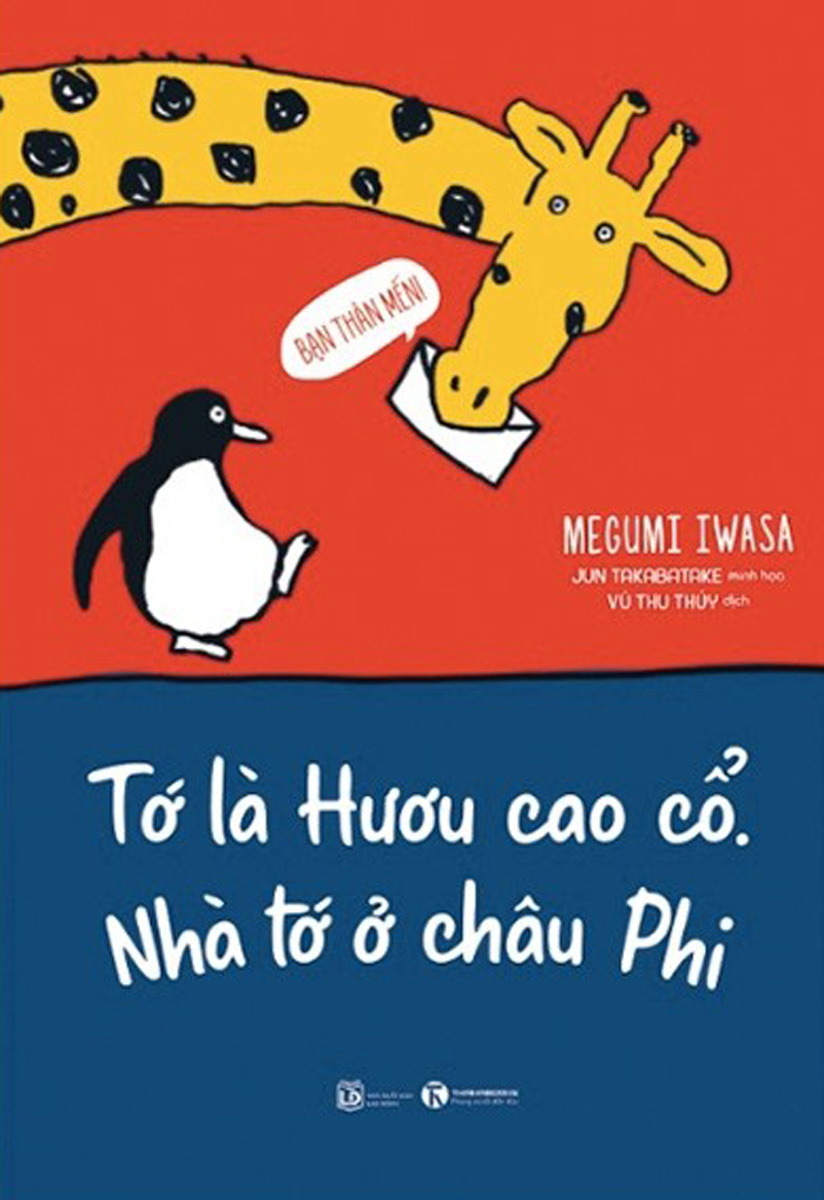 BẠN THÂN MẾN!
MEGUMI IWASA
JUN TAKABATAKE minh họa
VŨ THU THỦY dịch
Tớ là Hươu cao cổ.
Nhà tớ ở châu Phi